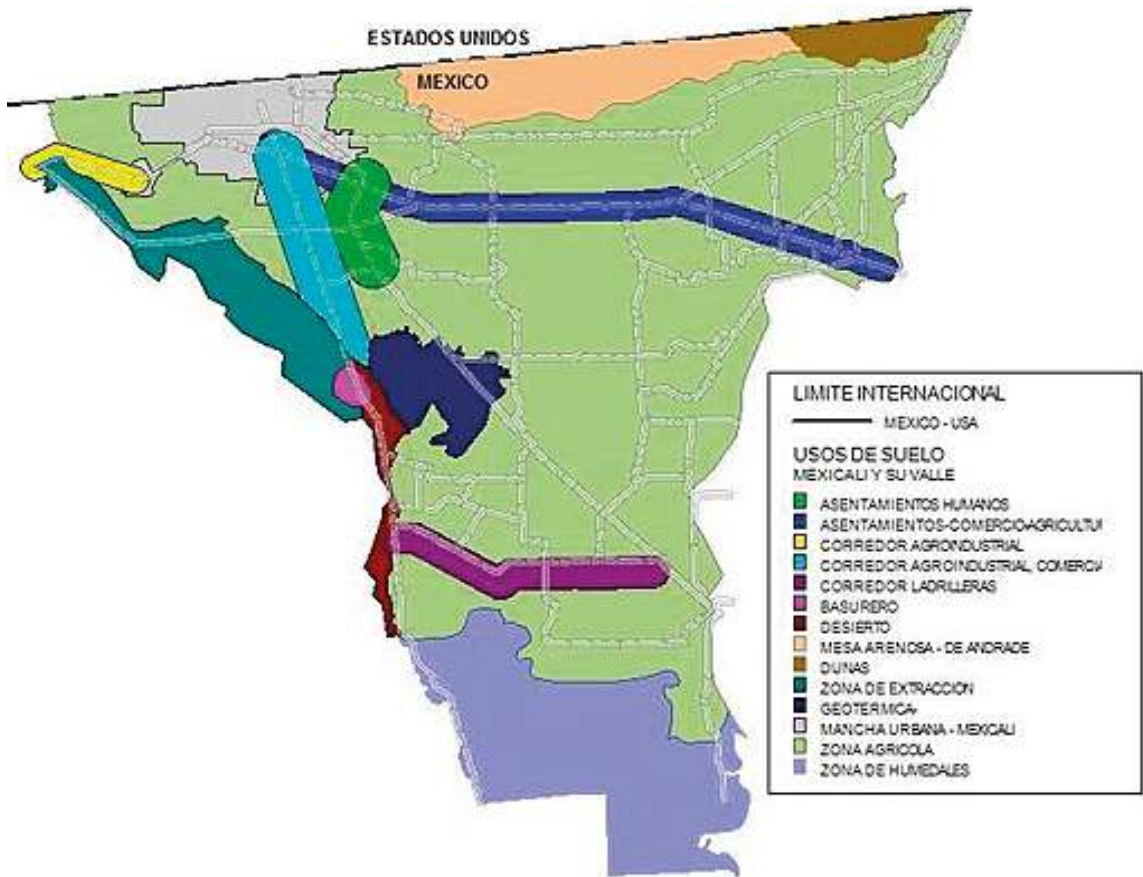 ESTADOS UNIDOS
MEXICO
LIMITE INTERNACIONAL
MEXICO - USA
USOS DE SUELO
MEXICALI Y SU VALLE
ASENTAMIENTOS HUMANOS
ASENTAMIENTOS-COMERCIO-AGRICULTU
CORREDOR AGROINDUSTRIAL
CORREDOR AGROINDUSTRIAL, COMERCIA
CORREDOR LADRILLERAS
BASURERO
DESIERTO
MESA ARENOSA - DE ANDRADE
DUNAS
ZONA DE EXTRACCION
GEOTERMICA
MANCHA URBANA - MEXICALI
ZONA AGRICOLA
ZONA DE HUMEDALES